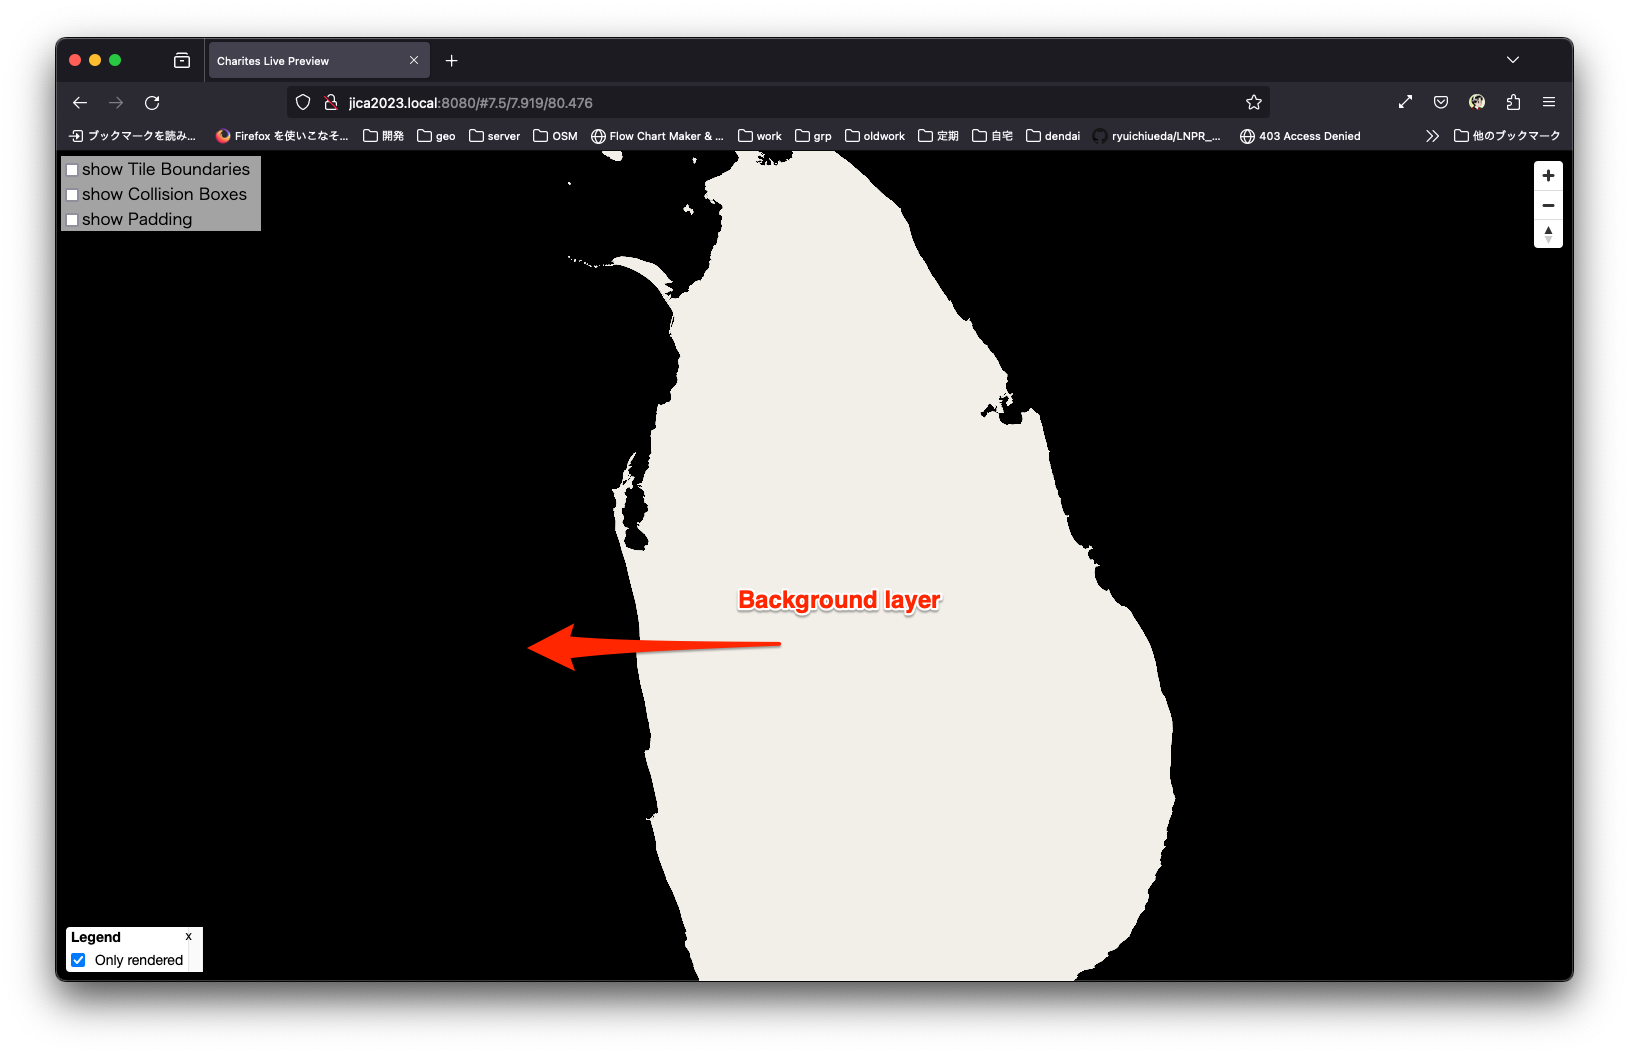 Charites Live Preview
jica2023.local:8080/#7.5/7.919/80.476
ブックマークを読み... Firefox を使いこなそ... 開発 geo server OSM Flow Chart Maker & ... work grp oldwork 定期 自宅 dendai ryuichiueda/LNPR_... 403 Access Denied 他のブックマーク
show Tile Boundaries
show Collision Boxes
show Padding
Background layer
Legend x
Only rendered